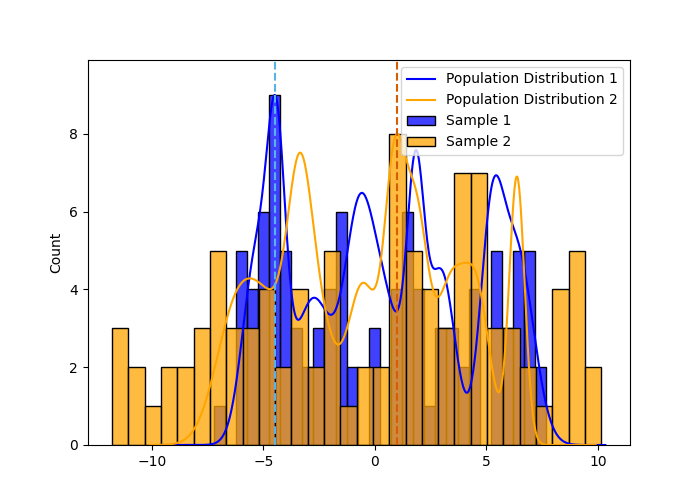 Population Distribution 1
Population Distribution 2
Sample 1
Sample 2
Count
8
6
4
2
0
−10
−5
0
5
10